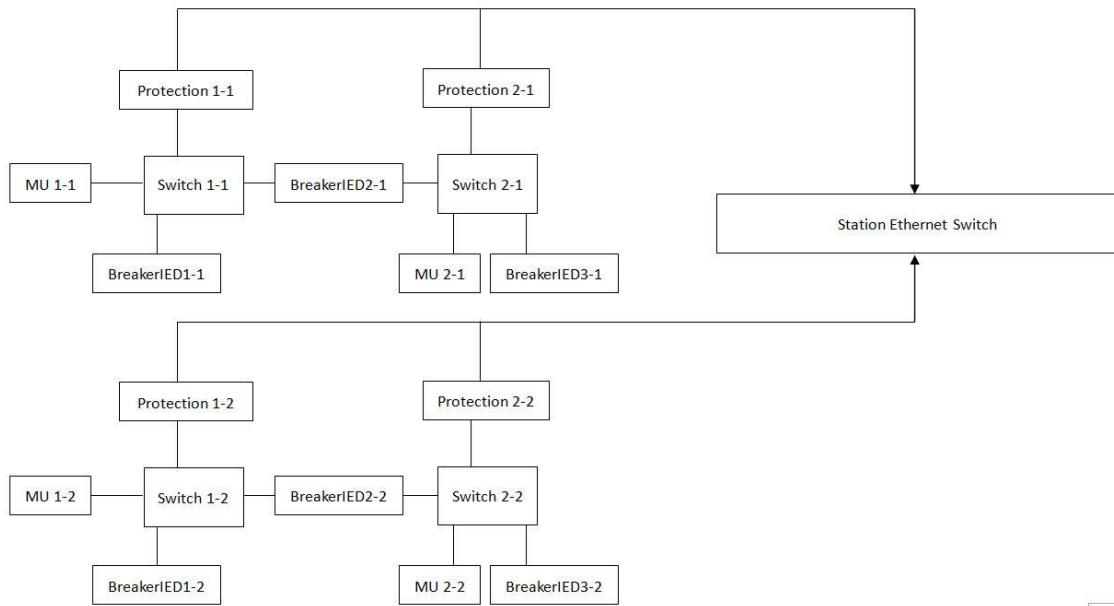 Protection 1-1
Protection 2-1
MU 1-1
Switch 1-1
BreakerIED2-1
Switch 2-1
Station Ethernet Switch
BreakerIED1-1
MU 2-1
BreakerIED3-1
Protection 1-2
Protection 2-2
MU 1-2
Switch 1-2
BreakerIED2-2
Switch 2-2
BreakerIED1-2
MU 2-2
BreakerIED3-2